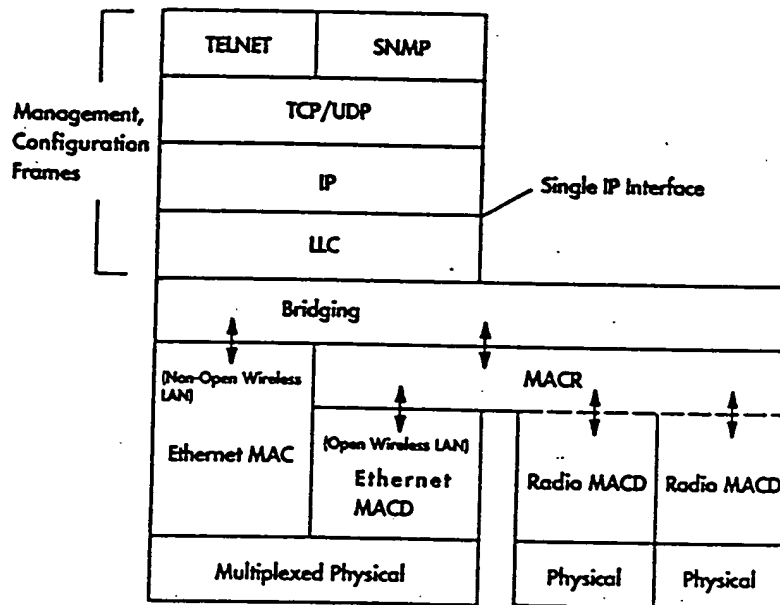 TELNET
SNMP
Management,
Configuration
Frames
TCP/UDP
IP
Single IP Interface
LLC
Bridging
(Non-Open Wireless
LAN)
Ethernet MAC
MACR
(Open Wireless LAN)
Ethernet
MACD
Radio MACD
Radio MACD
Multiplexed Physical
Physical
Physical